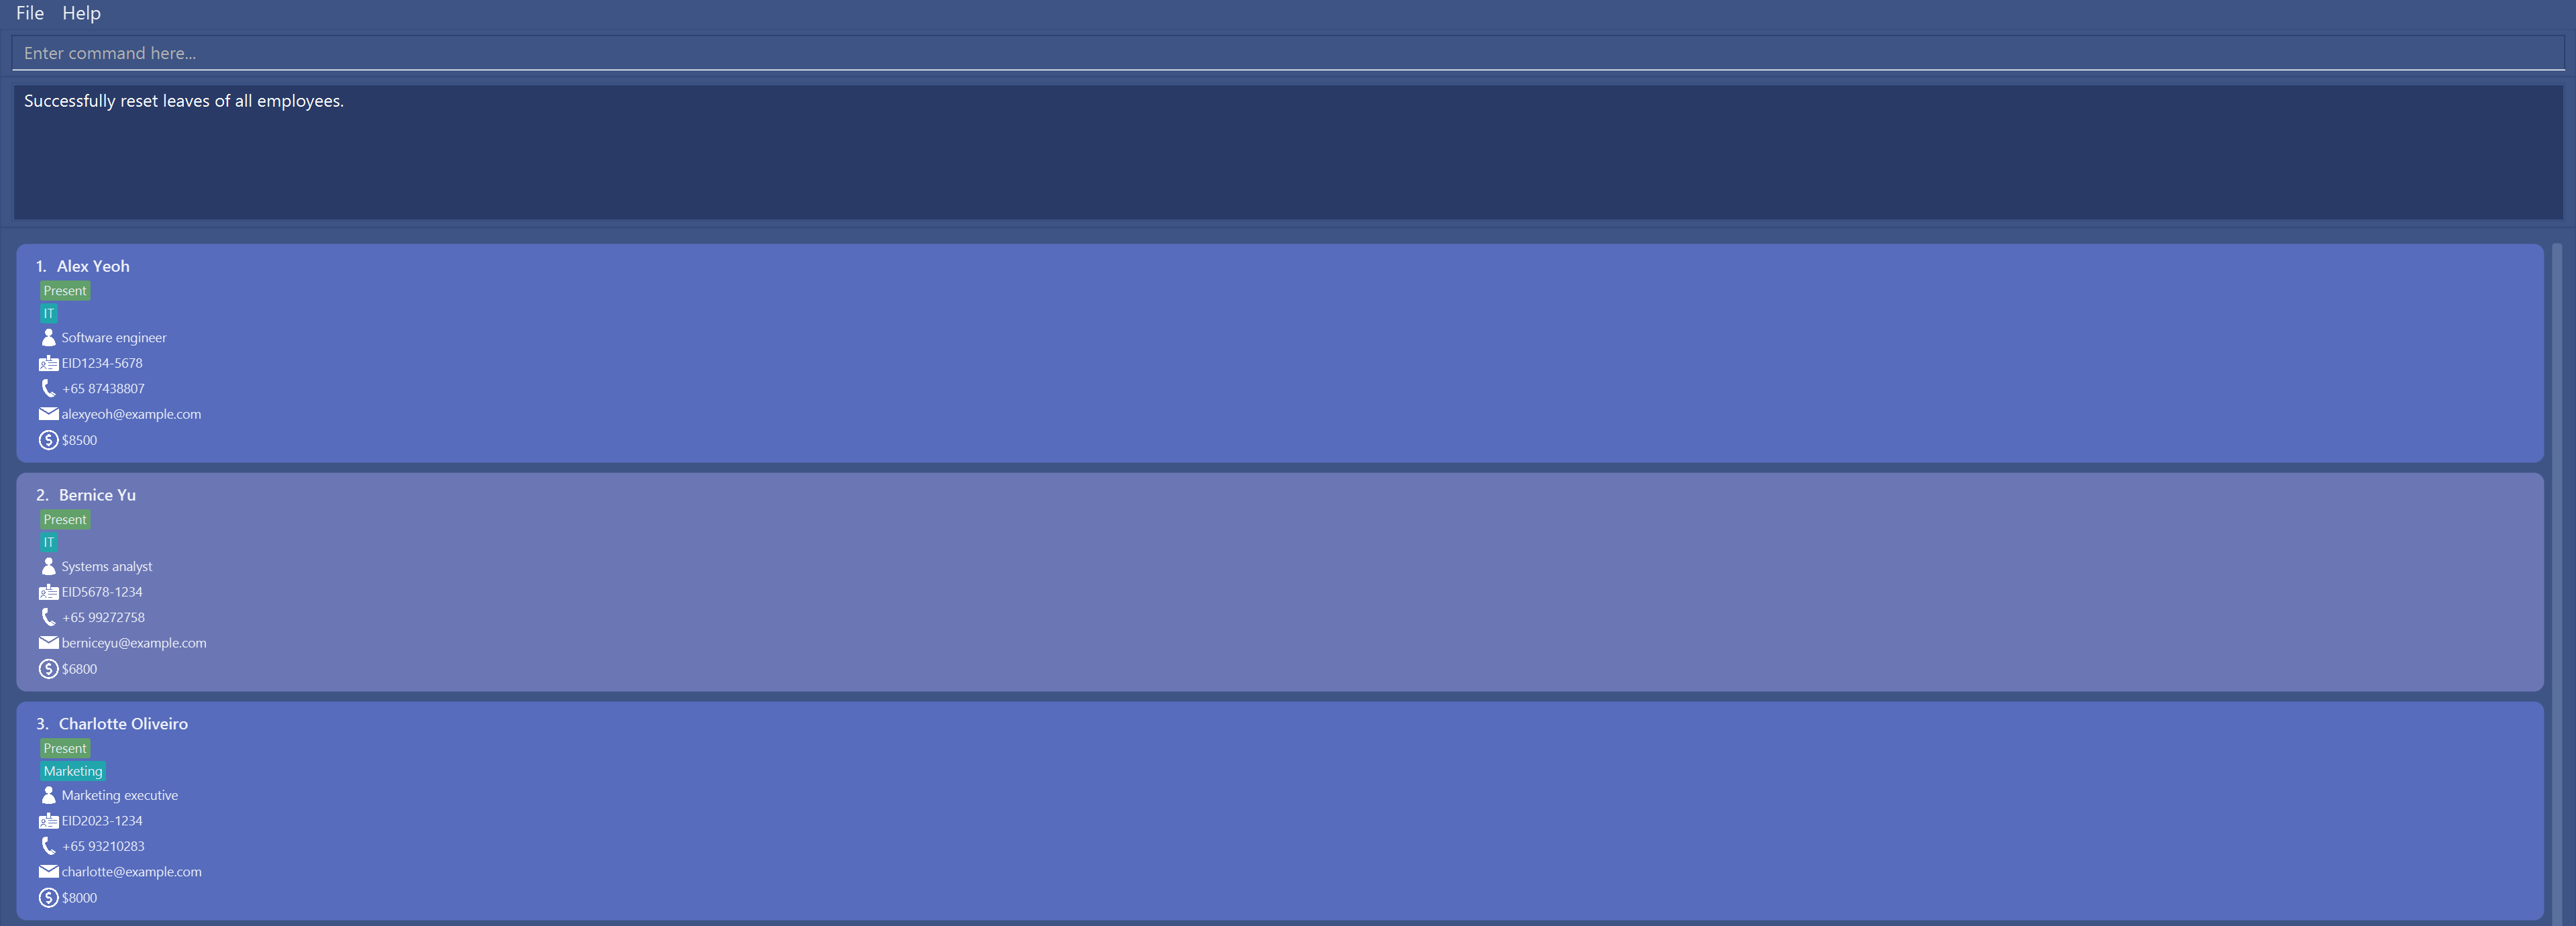 File Help
Enter command here...
Successfully reset leaves of all employees.
1. Alex Yeoh
Present
IT
Software engineer
EID1234-5678
+65 87438807
alexyeoh@example.com
$8500
2. Bernice Yu
Present
IT
Systems analyst
EID5678-1234
+65 99272758
berniceyu@example.com
$6800
3. Charlotte Oliveiro
Present
Marketing
Marketing executive
EID2023-1234
+65 93210283
charlotte@example.com
$8000